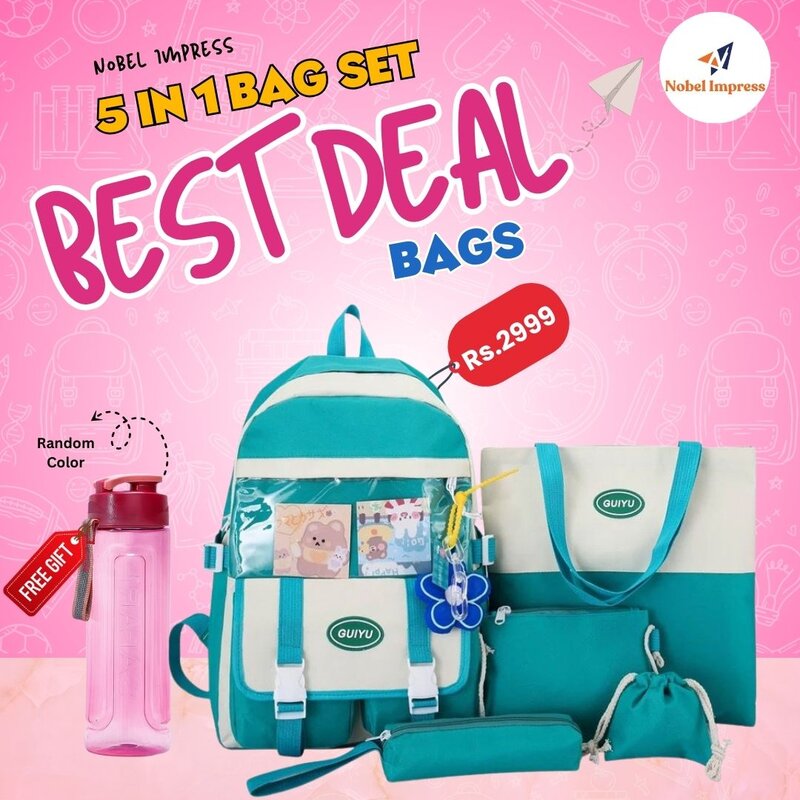 NOBEL IMPRESS
5 IN 1 BAG SET
BEST DEAL
BAGS
Nobel Impress
Rs.2999
Random
Color
FREE GIFT
GUIYU
GUIYU